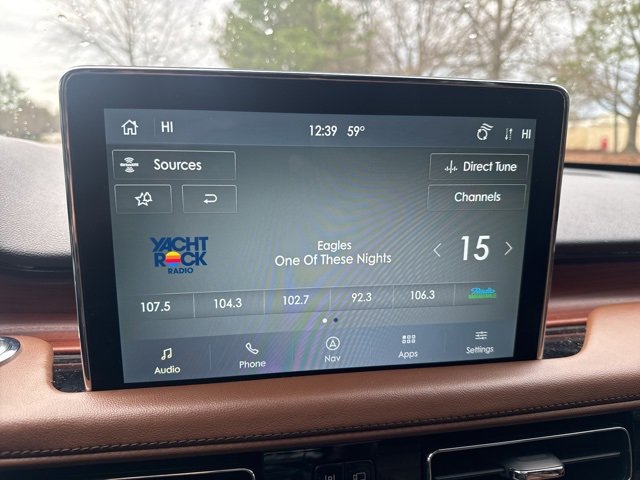 HI 12:39 59° HI
Sources Direct Tune
Channels
YACHT
ROCK
RADIO
Eagles
One Of These Nights
15
107.5 104.3 102.7 92.3 106.3
Audio Phone Nav Apps Settings